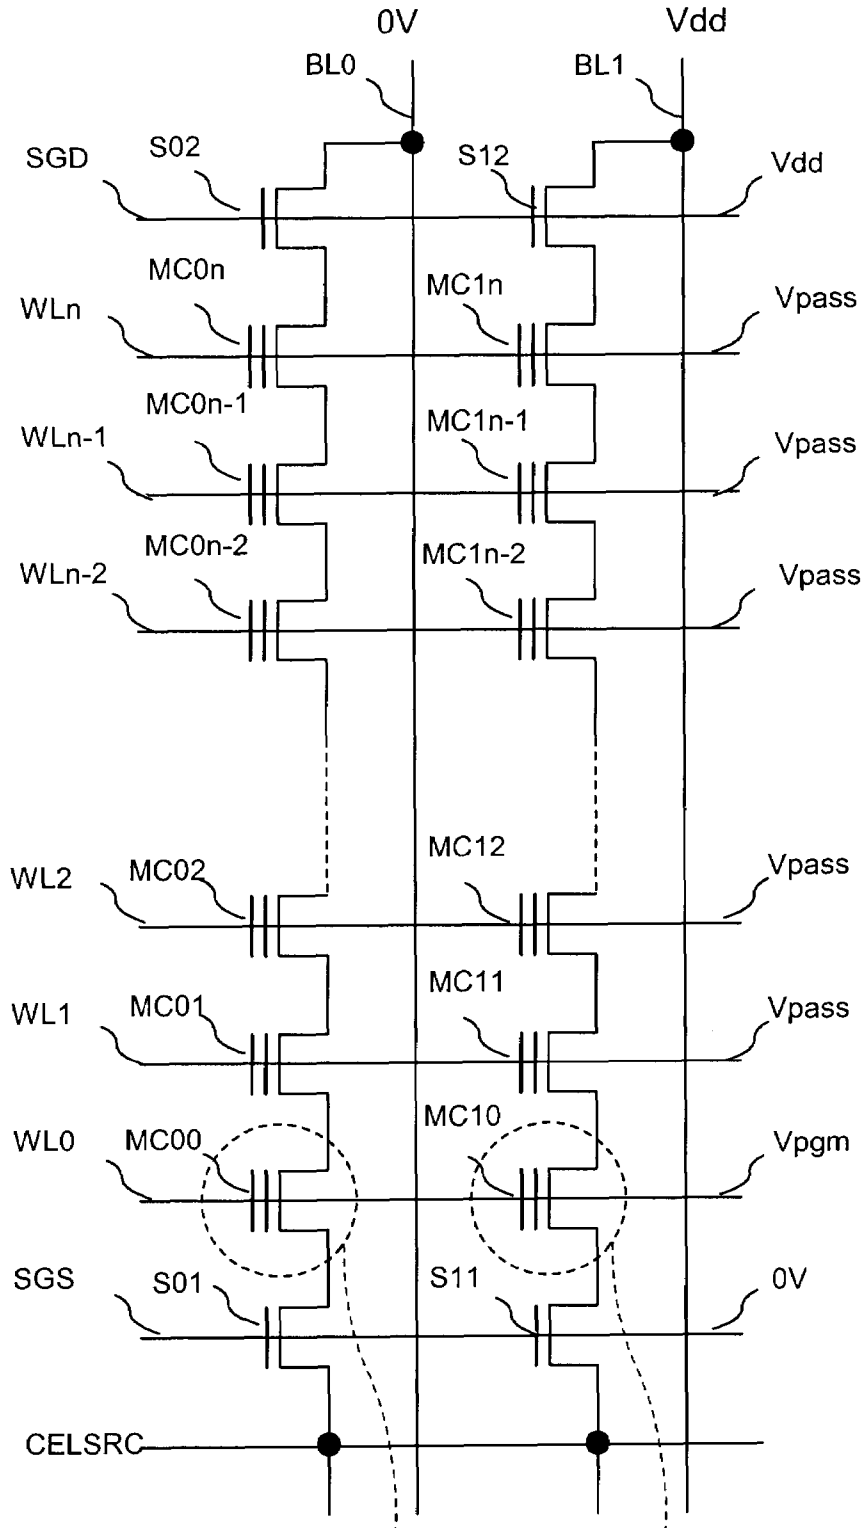 0V Vdd
BL0 BL1
SGD S02 S12 Vdd
WLn MC0n MC1n Vpass
WLn-1 MC0n-1 MC1n-1 Vpass
WLn-2 MC0n-2 MC1n-2 Vpass
WL2 MC02 MC12 Vpass
WL1 MC01 MC11 Vpass
WL0 MC00 MC10 Vpgm
SGS S01 S11 0V
CELSRC